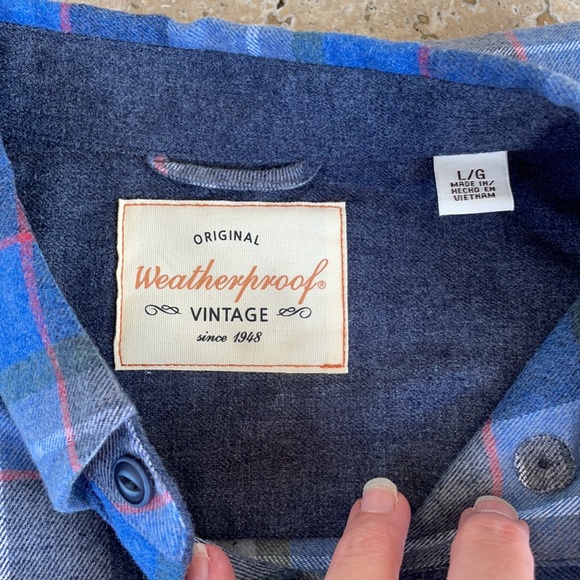 ORIGINAL
Weatherproof®
VINTAGE
since 1948
L/G
MADE IN/
HECHO EN
VIETNAM